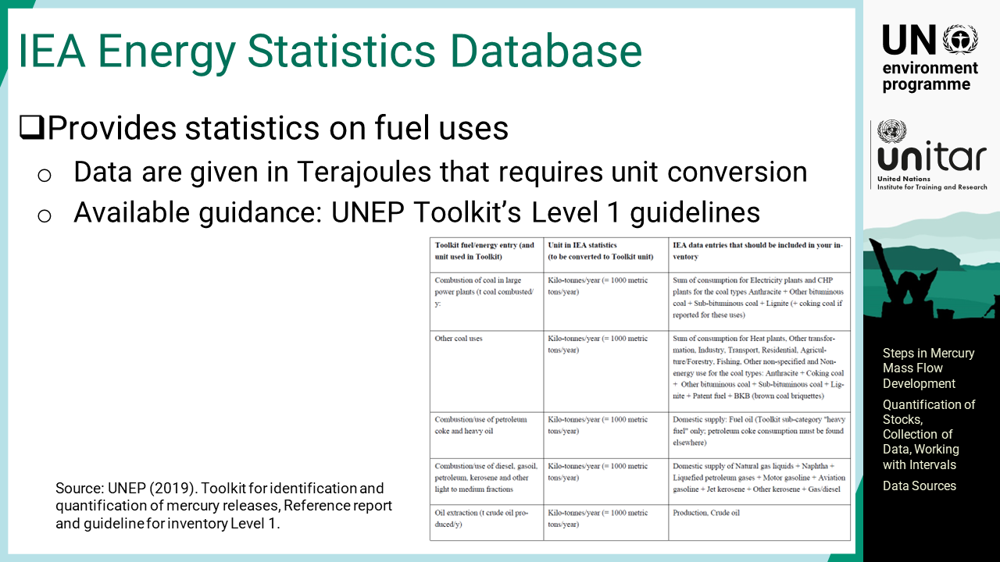 IEA Energy Statistics Database
Provides statistics on fuel uses
o Data are given in Terajoules that requires unit conversion
o Available guidance: UNEP Toolkit's Level 1 guidelines
Toolkit fuel/energy entry (and
unit used in Toolkit)
Unit in IEA statistics
(to be converted to Toolkit unit)
IEA data entries that should be included in your in-
ventory
Combustion of coal in large
power plants (t coal combusted/
y:
Kilo-tonnes/year (= 1000 metric
tons/year)
Sum of consumption for Electricity plants and CHP
plants for the coal types Anthracite + Other bituminous
coal + Sub-bituminous coal + Lignite (+ coking coal if
reported for these uses)
Other coal uses
Kilo-tonnes/year (= 1000 metric
tons/year)
Sum of consumption for Heat plants, Other transfor-
mation, Industry, Transport, Residential, Agricul-
ture/Forestry, Fishing, Other non-specified and Non-
energy use for the coal types: Anthracite + Coking coal
+ Other bituminous coal + Sub-bituminous coal + Lig-
nite + Patent fuel + BKB (brown coal briquettes)
Combustion/use of petroleum
coke and heavy oil
Kilo-tonnes/year (= 1000 metric
tons/year)
Domestic supply: Fuel oil (Toolkit sub-category "heavy
fuel" only; petroleum coke consumption must be found
elsewhere)
Combustion/use of diesel, gasoil,
petroleum, kerosene and other
light to medium fractions
Kilo-tonnes/year (= 1000 metric
tons/year)
Domestic supply of Natural gas liquids + Naphtha +
Liquefied petroleum gases + Motor gasoline + Aviation
gasoline + Jet kerosene + Other kerosene + Gas/diesel
Oil extraction (t crude oil pro-
duced/y)
Kilo-tonnes/year (= 1000 metric
tons/year)
Production, Crude oil
Source: UNEP (2019). Toolkit for identification and
quantification of mercury releases, Reference report
and guideline for inventory Level 1.
UN
environment
programme
unitar
United Nations
Institute for Training and Research
Steps in Mercury
Mass Flow
Development
Quantification of
Stocks,
Collection of
Data, Working
with Intervals
Data Sources